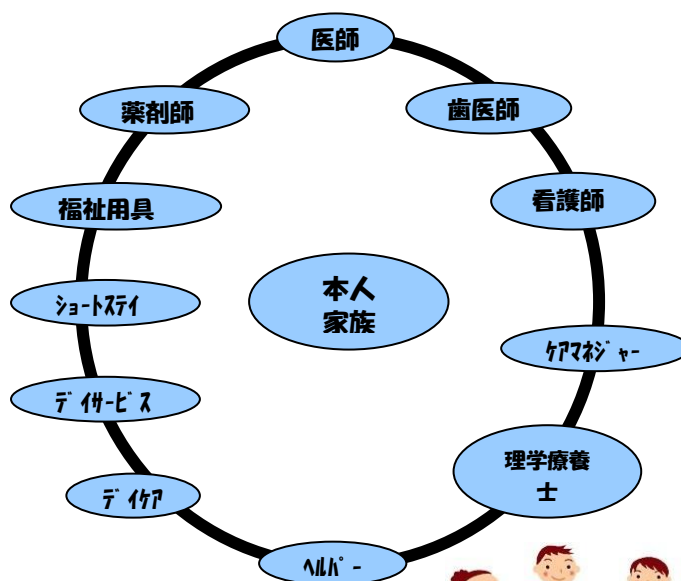 医師
薬剤師
歯医師
福祉用具
看護師
本人
家族
ｼｮｰﾄｽﾃｲ
ｹｱﾏﾈｼﾞｬｰ
ﾃﾞｲｻｰﾋﾞｽ
理学療養
士
ﾃﾞｲｹｱ
ﾍﾙﾊﾟｰ